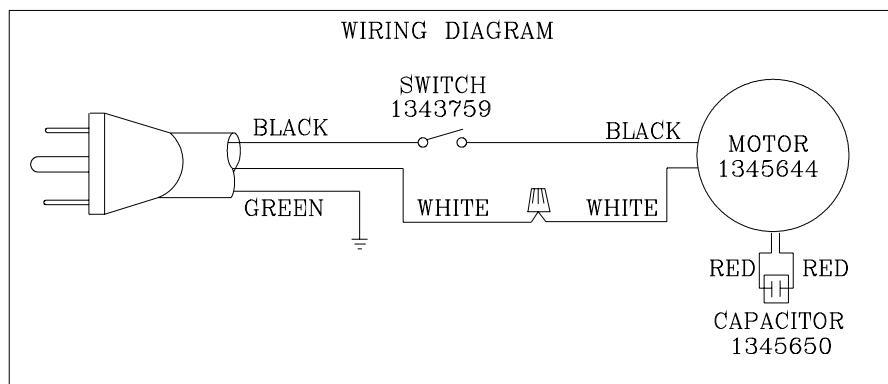 WIRING DIAGRAM
SWITCH
1343759
BLACK
BLACK
MOTOR
1345644
GREEN
WHITE
WHITE
RED
RED
CAPACITOR
1345650